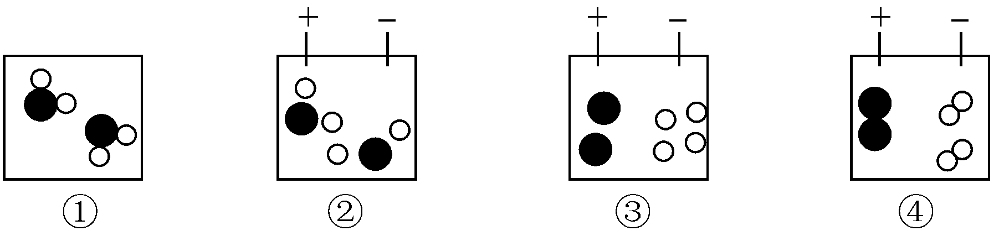 + − + − + −
① ② ③ ④